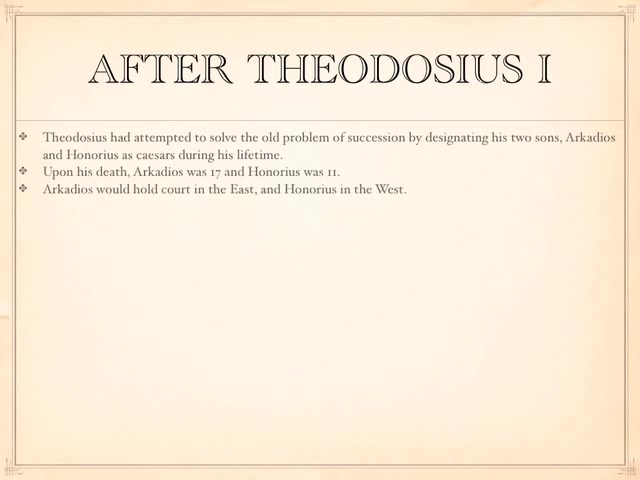 AFTER THEODOSIUS I
Theodosius had attempted to solve the old problem of succession by designating his two sons, Arkadios
and Honorius as caesars during his lifetime.
Upon his death, Arkadios was 17 and Honorius was 11.
Arkadios would hold court in the East, and Honorius in the West.